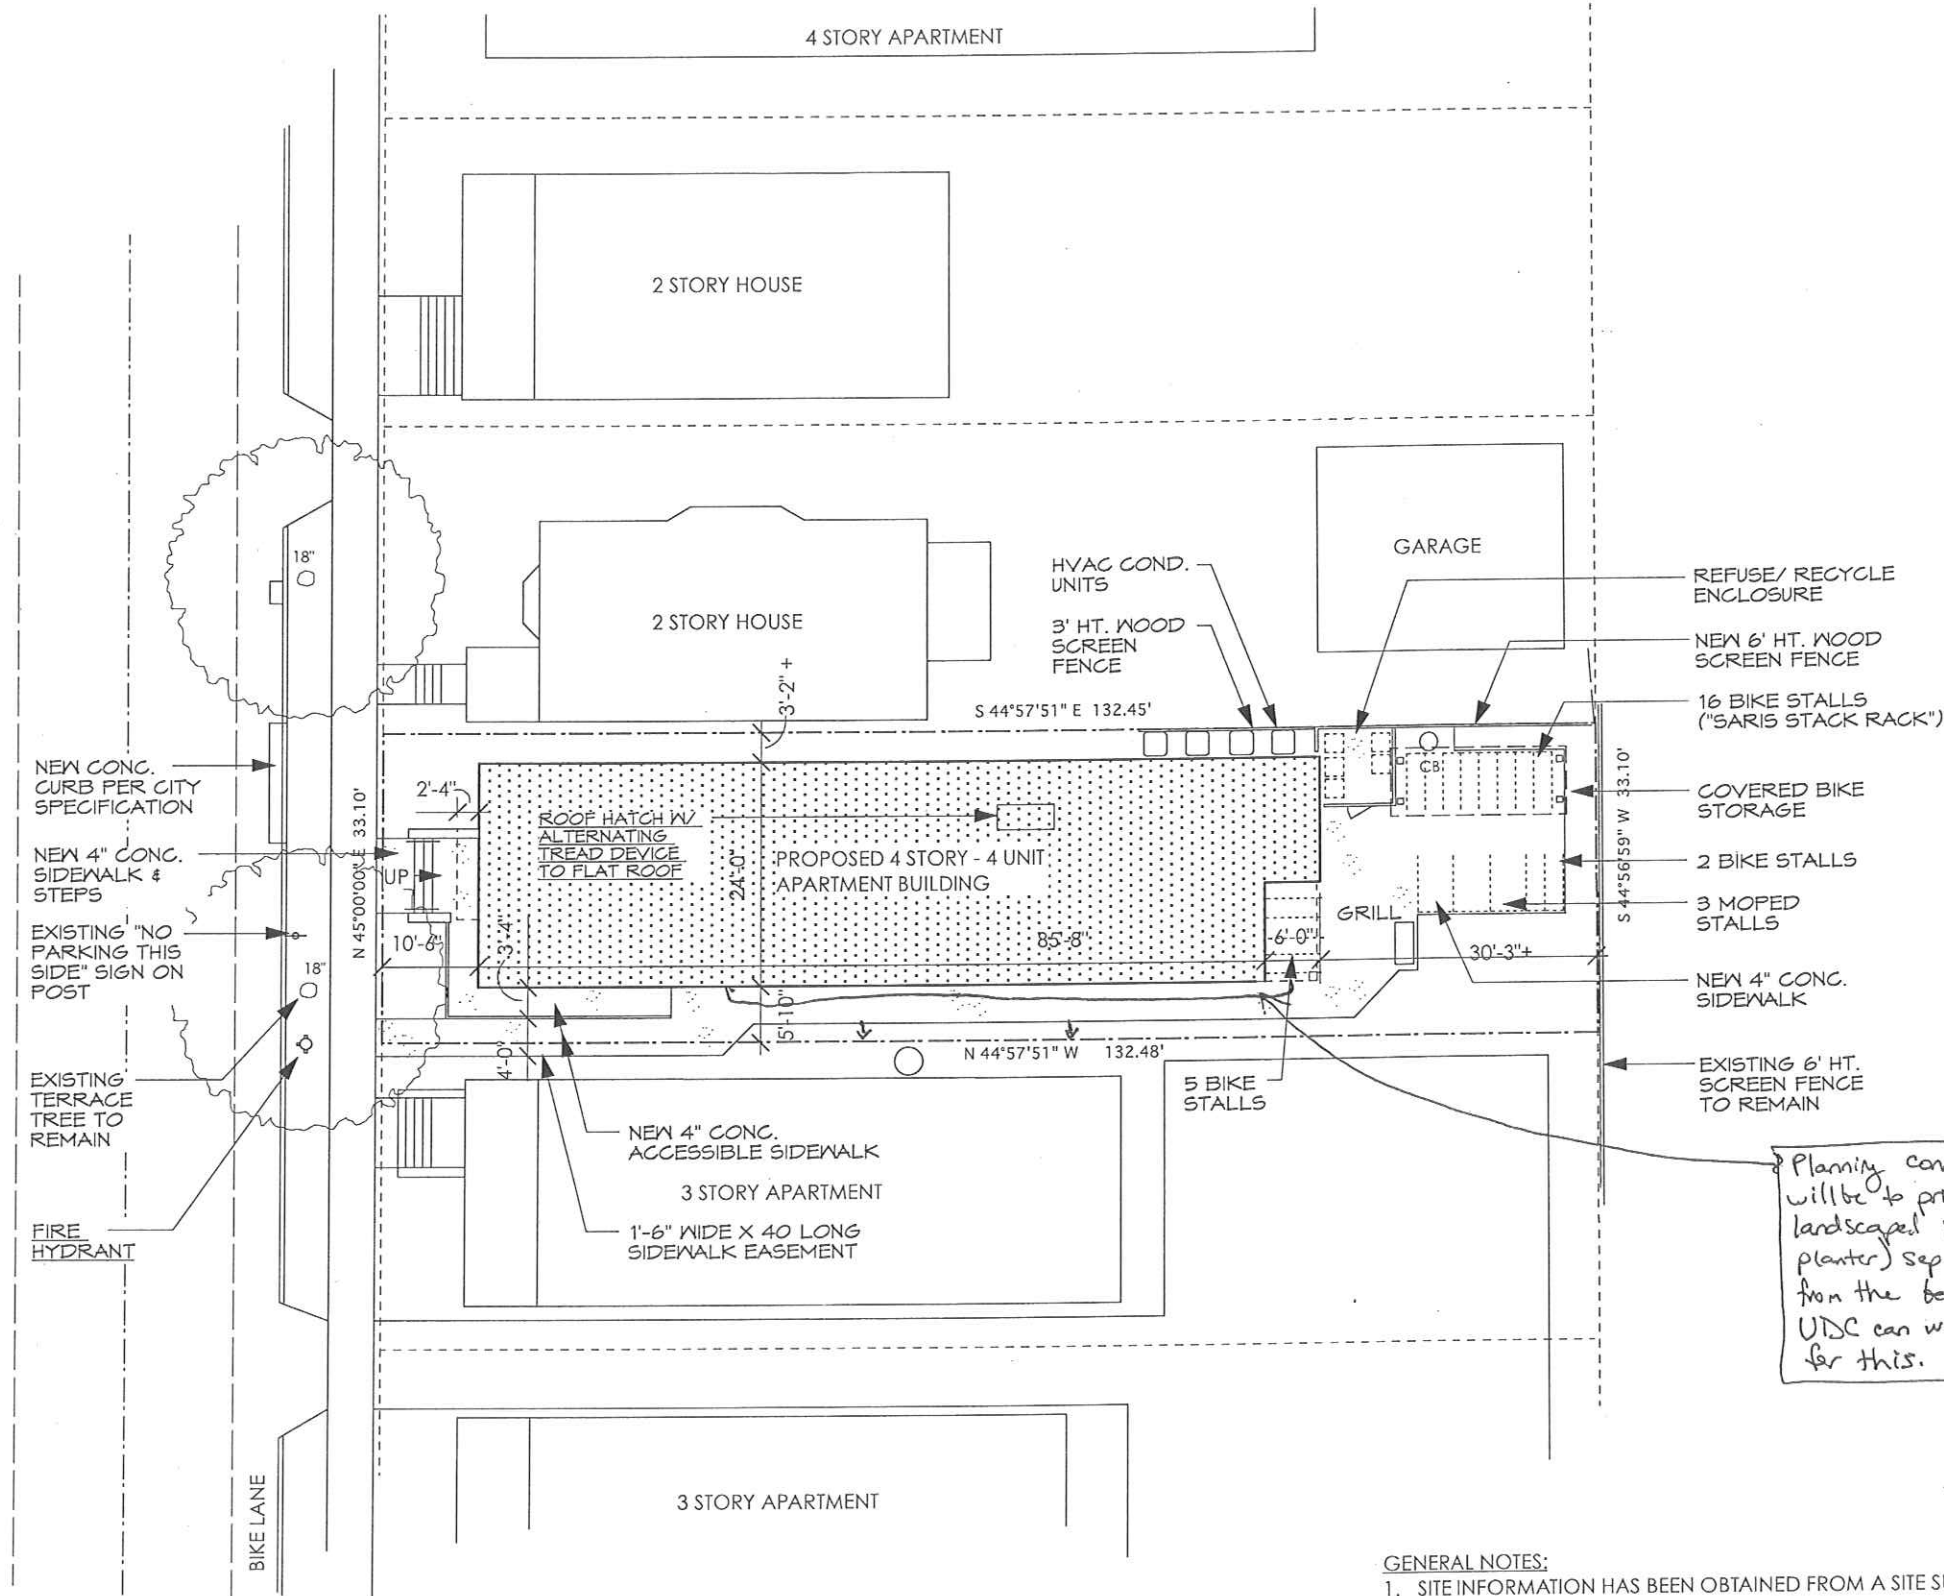 4 STORY APARTMENT
2 STORY HOUSE
18"
2 STORY HOUSE
HVAC COND.
UNITS
3' HT. WOOD
SCREEN
FENCE
GARAGE
REFUSE/ RECYCLE
ENCLOSURE
NEW 6' HT. WOOD
SCREEN FENCE
16 BIKE STALLS
("SARIS STACK RACK")
COVERED BIKE
STORAGE
2 BIKE STALLS
3 MOPED
STALLS
NEW 4" CONC.
SIDEWALK
EXISTING 6' HT.
SCREEN FENCE
TO REMAIN
3'-2" +
S 44°57'51" E 132.45'
CB
S 44°56'59" W 33.10'
NEW CONC.
CURB PER CITY
SPECIFICATION
NEW 4" CONC.
SIDEWALK &
STEPS
EXISTING "NO
PARKING THIS
SIDE" SIGN ON
POST
EXISTING
TERRACE
TREE TO
REMAIN
FIRE
HYDRANT
18"
N 45°00'00" E 33.10'
2'-4"
UP
ROOF HATCH W/
ALTERNATING
TREAD DEVICE
TO FLAT ROOF
24'-0"
PROPOSED 4 STORY - 4 UNIT
APARTMENT BUILDING
GRILL
10'-6"
3'-4"
85'-8"
6'-0"
30'-3"+
5'-10"
4'-0"
N 44°57'51" W 132.48'
5 BIKE
STALLS
NEW 4" CONC.
ACCESSIBLE SIDEWALK
3 STORY APARTMENT
1'-6" WIDE X 40 LONG
SIDEWALK EASEMENT
Planning
will be to
landscaped
planter)
from the
UDC can
for this.
3 STORY APARTMENT
BIKE LANE
GENERAL NOTES:
1. SITE INFORMATION HAS BEEN OBTAINED FROM A SITE